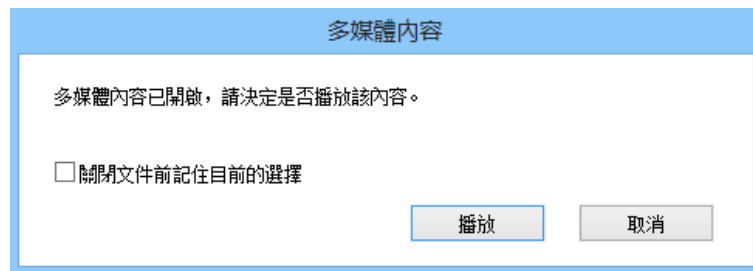 多媒體內容
多媒體內容已開啟，請決定是否播放該內容。
關閉文件前記住目前的選擇
播放
取消